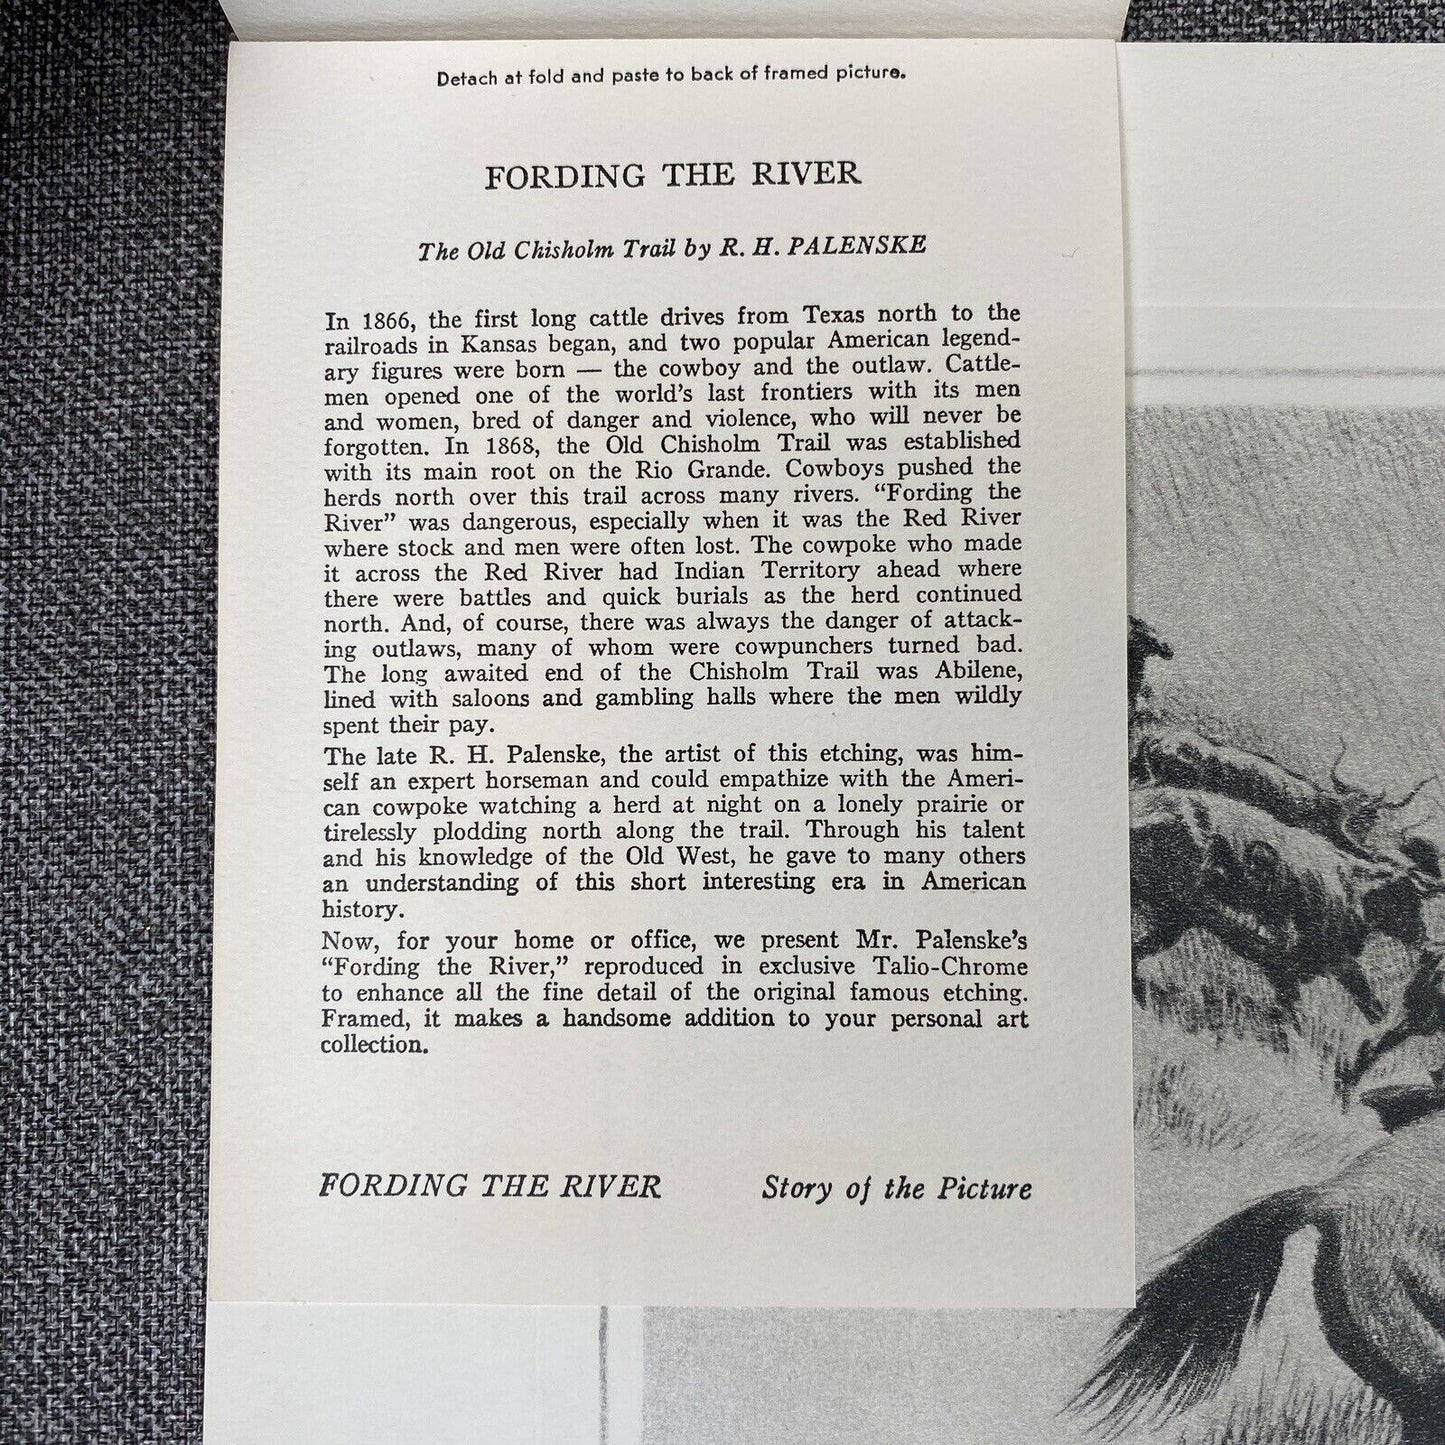 Detach at fold and paste to back of framed picture.
FORDING THE RIVER
The Old Chisholm Trail by R. H. PALENSKE
In 1866, the first long cattle drives from Texas north to the
railroads in Kansas began, and two popular American legend-
ary figures were born — the cowboy and the outlaw. Cattle-
men opened one of the world's last frontiers with its men
and women, bred of danger and violence, who will never be
forgotten. In 1868, the Old Chisholm Trail was established
with its main root on the Rio Grande. Cowboys pushed the
herds north over this trail across many rivers. “Fording the
River” was dangerous, especially when it was the Red River
where stock and men were often lost. The cowpoke who made
it across the Red River had Indian Territory ahead where
there were battles and quick burials as the herd continued
north. And, of course, there was always the danger of attack-
ing outlaws, many of whom were cowpunchers turned bad.
The long awaited end of the Chisholm Trail was Abilene,
lined with saloons and gambling halls where the men wildly
spent their pay.
The late R. H. Palenske, the artist of this etching, was him-
self an expert horseman and could empathize with the Ameri-
can cowpoke watching a herd at night on a lonely prairie or
tirelessly plodding north along the trail. Through his talent
and his knowledge of the Old West, he gave to many others
an understanding of this short interesting era in American
history.
Now, for your home or office, we present Mr. Palenske's
“Fording the River,” reproduced in exclusive Talio-Chrome
to enhance all the fine detail of the original famous etching.
Framed, it makes a handsome addition to your personal art
collection.
FORDING THE RIVER Story of the Picture